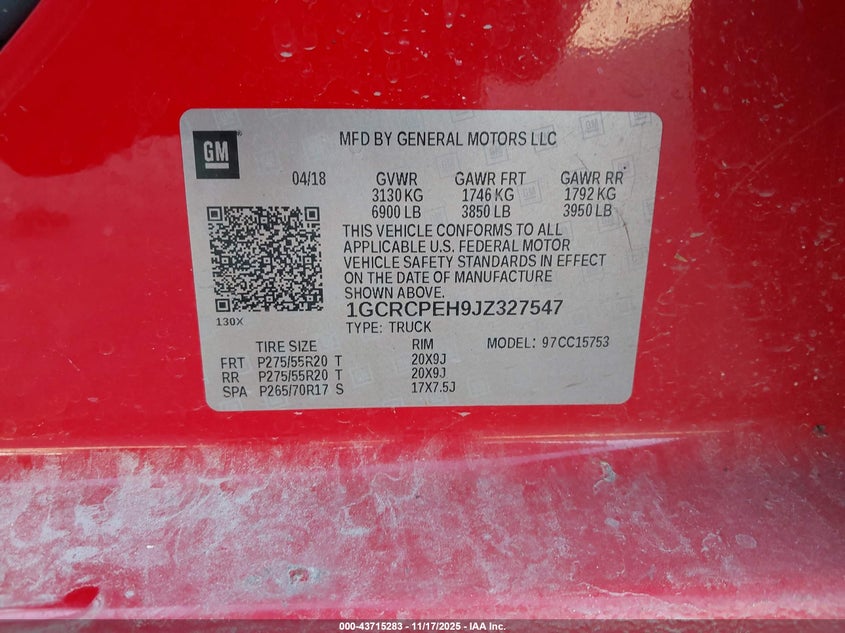 GM
MFD BY GENERAL MOTORS LLC
04/18 GVWR GAWR FRT GAWR RR
3130 KG 1746 KG 1792 KG
6900 LB 3850 LB 3950 LB
THIS VEHICLE CONFORMS TO ALL
APPLICABLE U.S. FEDERAL MOTOR
VEHICLE SAFETY STANDARDS IN EFFECT
ON THE DATE OF MANUFACTURE
SHOWN ABOVE.
1GCRCPEH9JZ327547
130X
TYPE: TRUCK
TIRE SIZE RIM MODEL: 97CC15753
FRT P275/55R20 T 20X9J
RR P275/55R20 T 20X9J
SPA P265/70R17 S 17X7.5J
000-43715283 - 11/17/2025 - IAA Inc.